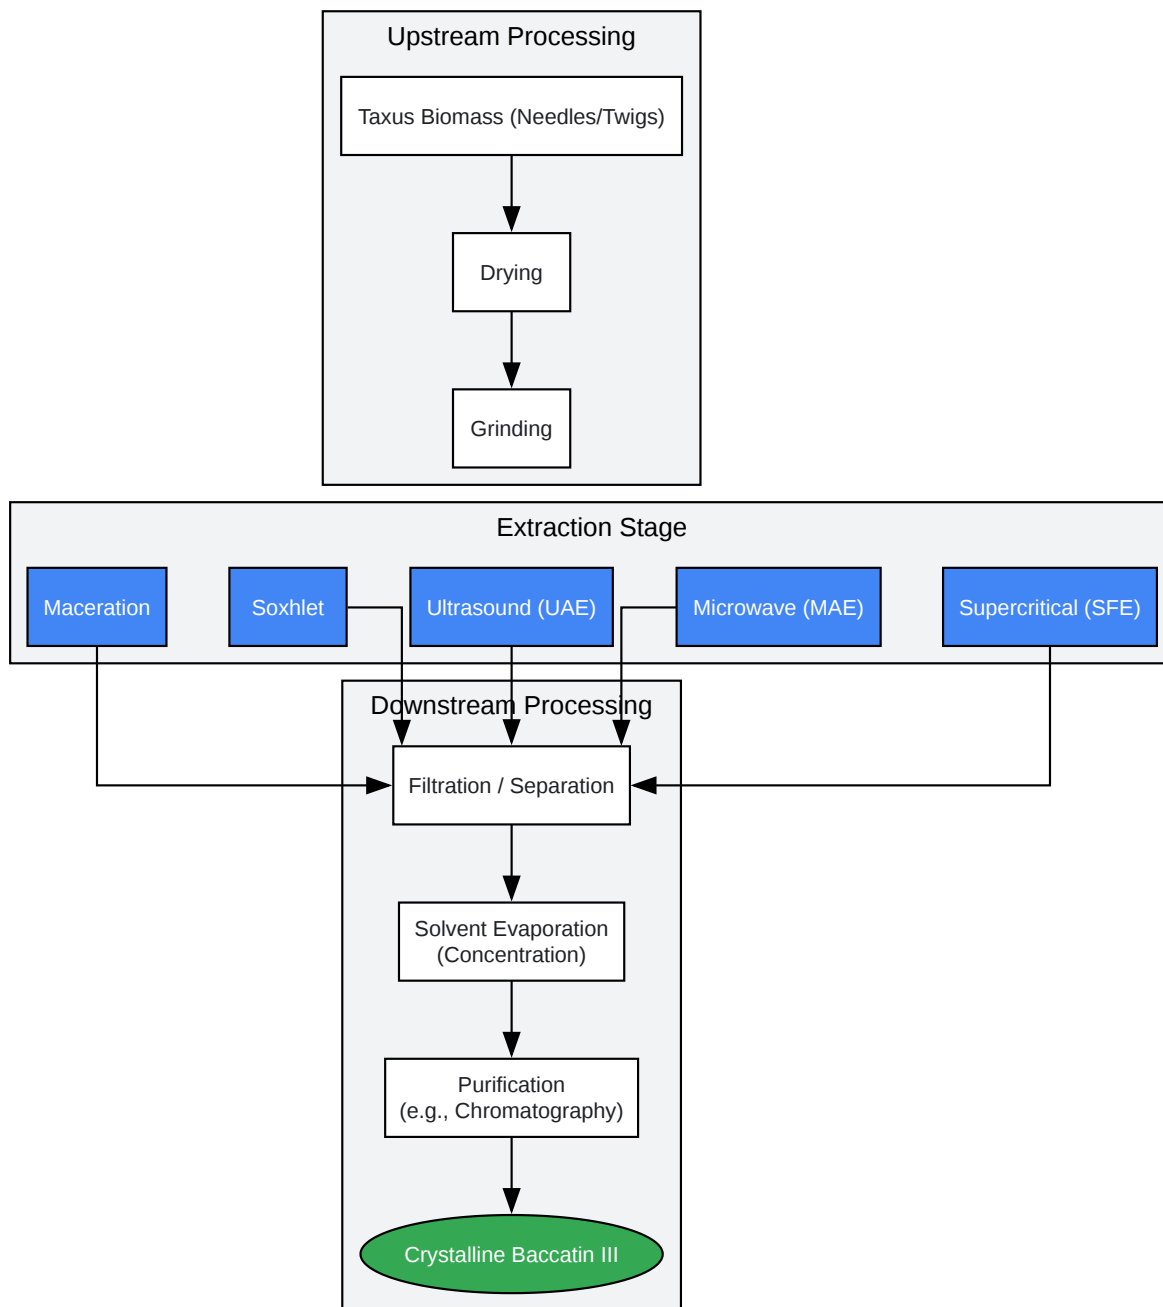 Upstream Processing
Taxus Biomass (Needles/Twigs)
Drying
Grinding
Extraction Stage
Maceration
Soxhlet
Ultrasound (UAE)
Microwave (MAE)
Supercritical (SFE)
Downstream Processing
Filtration / Separation
Solvent Evaporation
(Concentration)
Purification
(e.g., Chromatography)
Crystalline Baccatin III